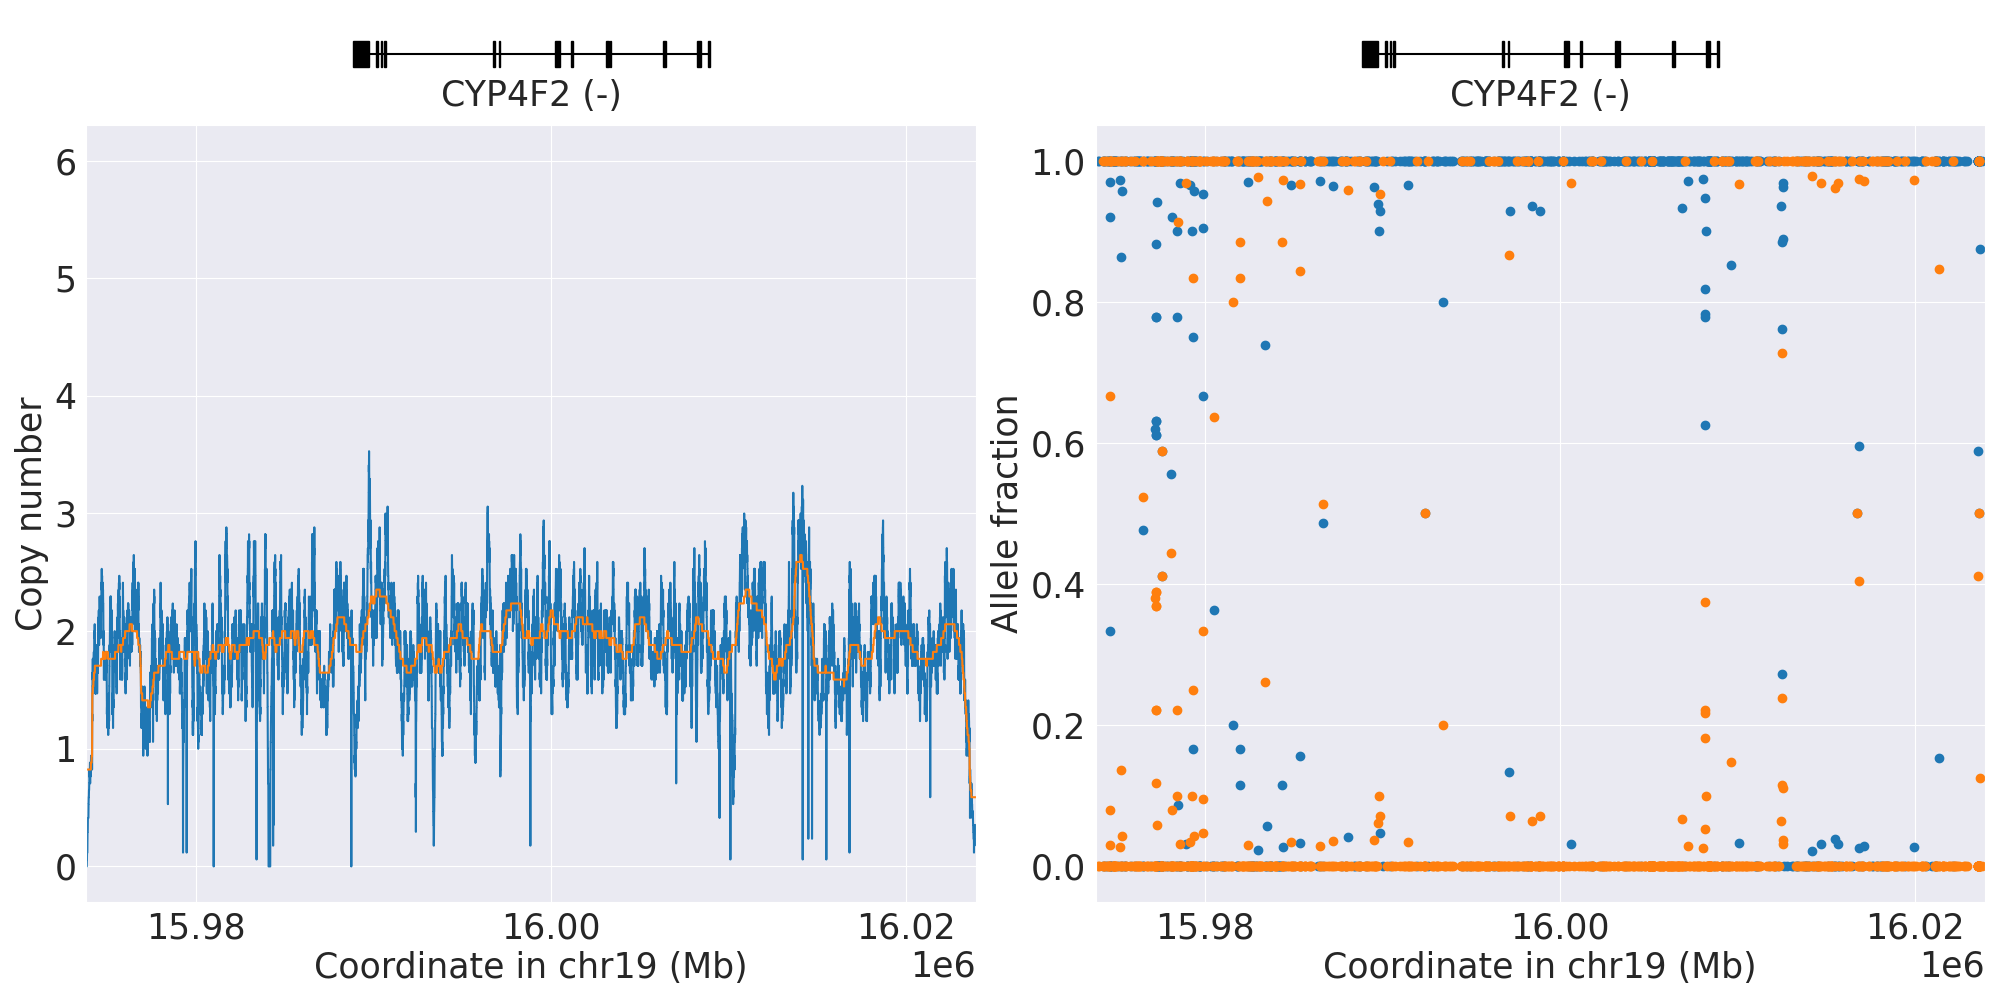 CYP4F2 (-)
CYP4F2 (-)
Copy number
6
5
4
3
2
1
0
15.98
16.00
16.02
Coordinate in chr19 (Mb)
1e6
Allele fraction
1.0
0.8
0.6
0.4
0.2
0.0
15.98
16.00
16.02
Coordinate in chr19 (Mb)
1e6